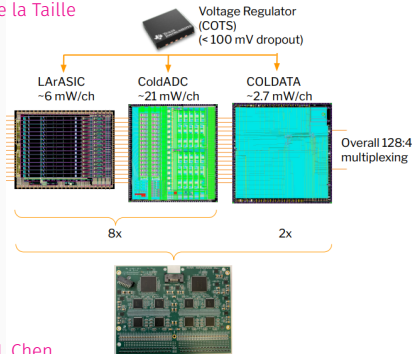 e la Taille
Voltage Regulator
(COTS)
(<100 mV dropout)
LArASIC
~6 mW/ch
ColdADC
~21 mW/ch
COLDATA
~2.7 mW/ch
Overall 128:4
multiplexing
8x
2x
. Chen